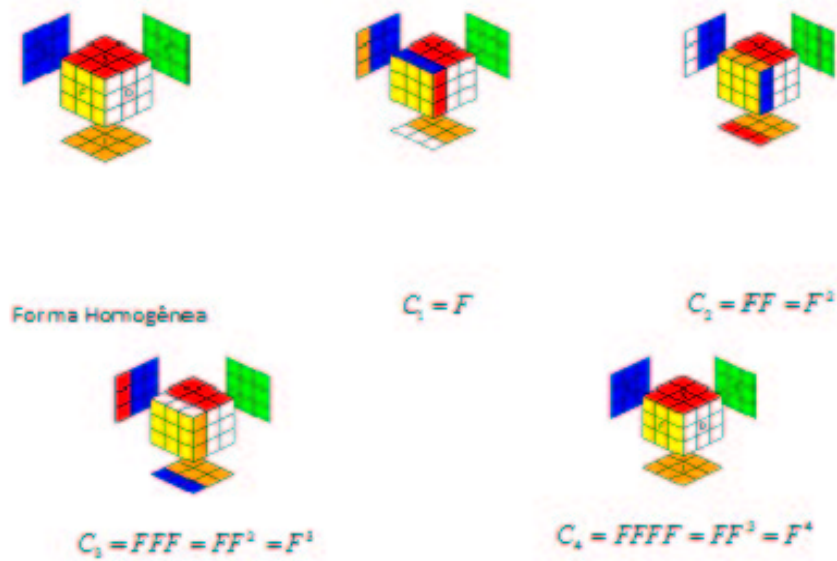 Forma Homogênea
C₁ = F
C₂ = FF = F²
C₃ = FFF = FF² = F³
C₄ = FFFF = FF³ = F⁴